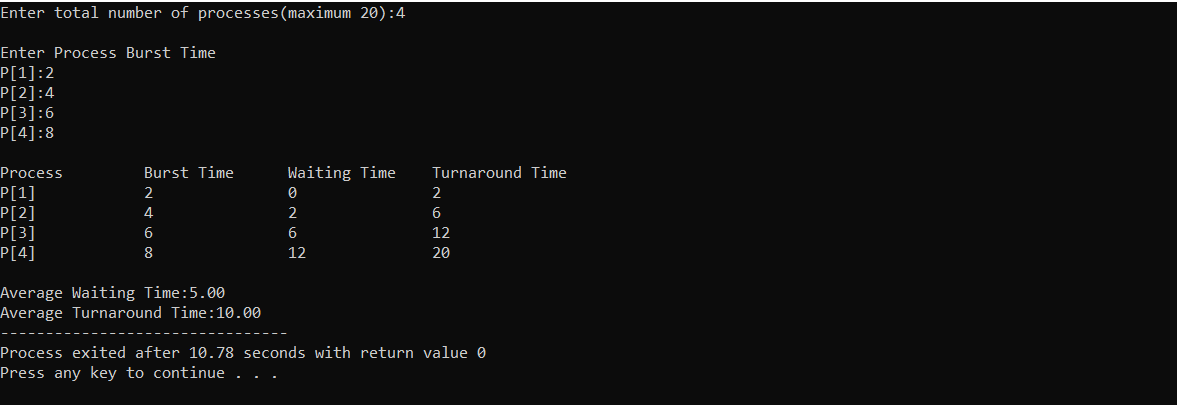 Enter total number of processes(maximum 20):4
Enter Process Burst Time
P[1]:2
P[2]:4
P[3]:6
P[4]:8
Process Burst Time Waiting Time Turnaround Time
P[1] 2 0 2
P[2] 4 2 6
P[3] 6 6 12
P[4] 8 12 20
Average Waiting Time:5.00
Average Turnaround Time:10.00
--------------------------------
Process exited after 10.78 seconds with return value 0
Press any key to continue . . .